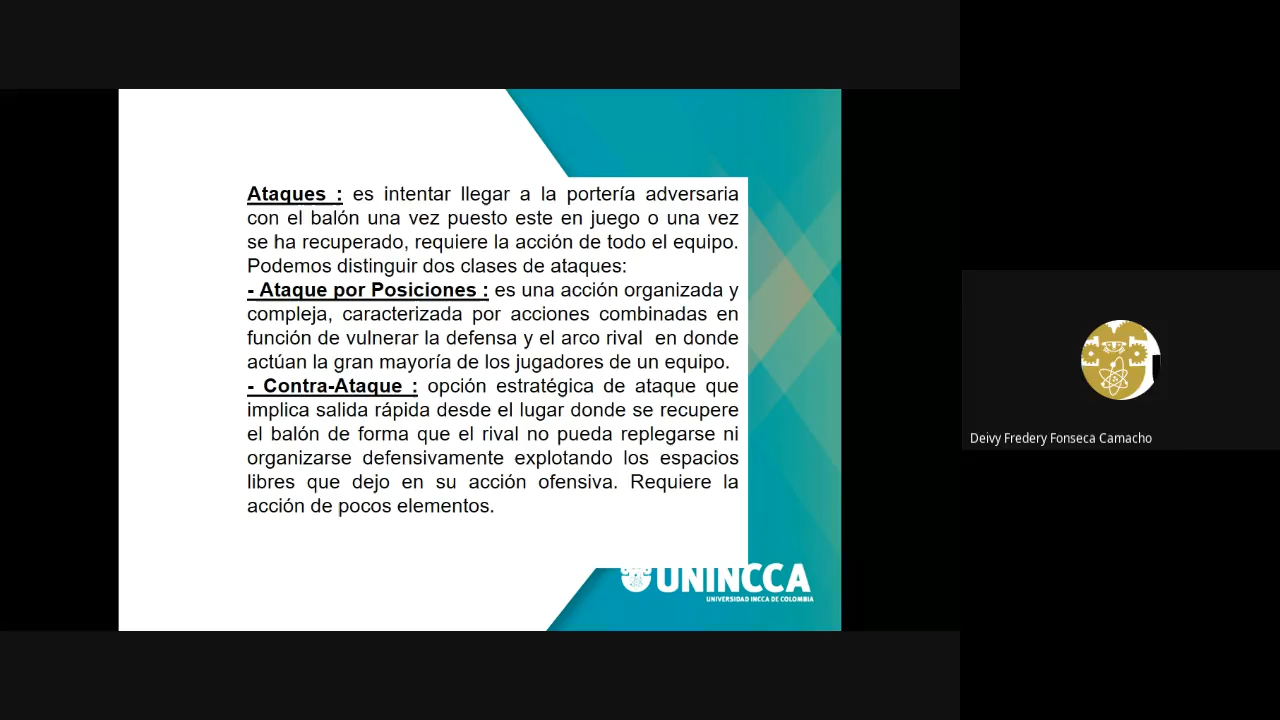 Ataques : es intentar llegar a la portería adversaria
con el balón una vez puesto este en juego o una vez
se ha recuperado, requiere la acción de todo el equipo.
Podemos distinguir dos clases de ataques:
- Ataque por Posiciones : es una acción organizada y
compleja, caracterizada por acciones combinadas en
función de vulnerar la defensa y el arco rival en donde
actúan la gran mayoría de los jugadores de un equipo.
- Contra-Ataque : opción estratégica de ataque que
implica salida rápida desde el lugar donde se recupere
el balón de forma que el rival no pueda replegarse ni
organizarse defensivamente explotando los espacios
libres que dejo en su acción ofensiva. Requiere la
acción de pocos elementos.
UNINCCA
UNIVERSIDAD INCCA DE COLOMBIA
Deivy Fredery Fonseca Camacho